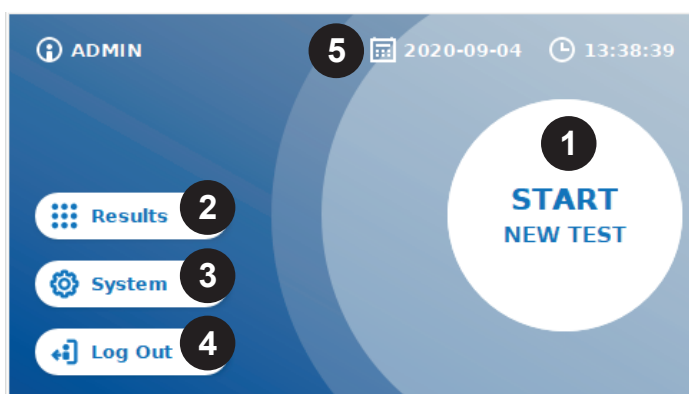 ADMIN 5 2020-09-04 13:38:39
1
START
NEW TEST
Results 2
System 3
Log Out 4